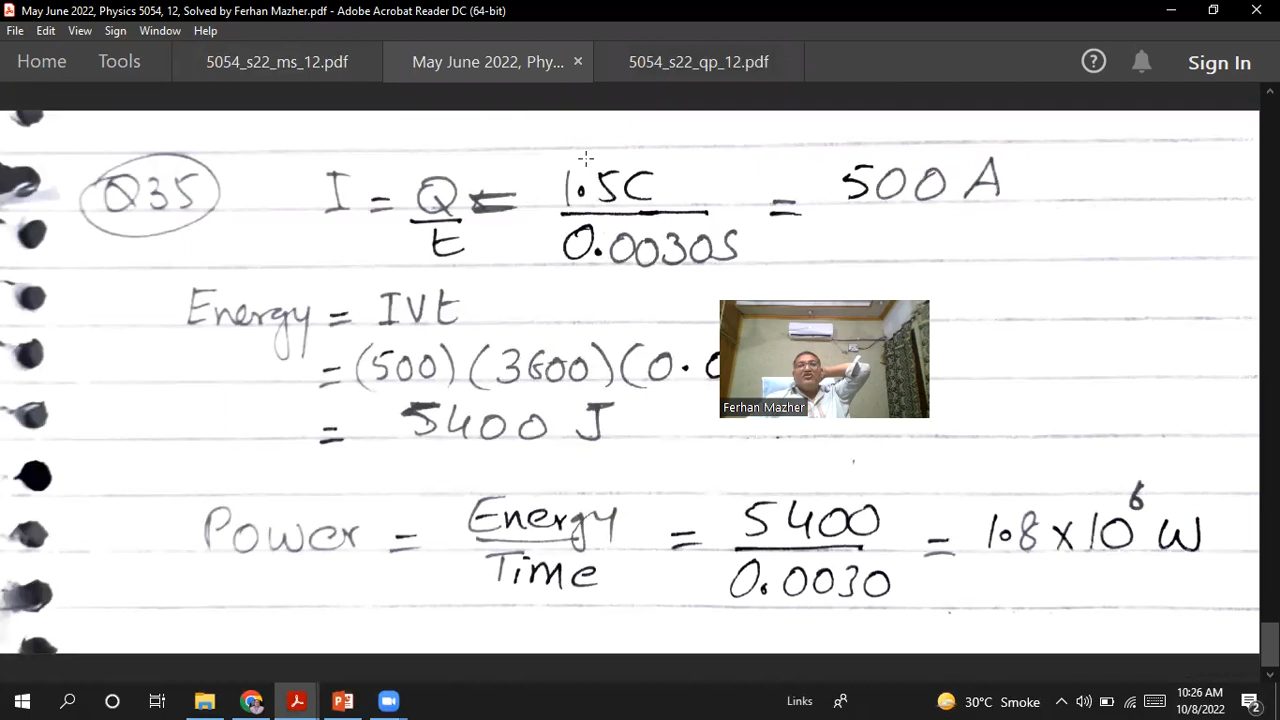 May June 2022, Physics 5054, 12, Solved by Ferhan Mazher.pdf - Adobe Acrobat Reader DC (64-bit)
File Edit View Sign Window Help
Home Tools 5054_s22_ms_12.pdf May June 2022, Phy... × 5054_s22_qp_12.pdf Sign In
Q35 I = Q/t = 1.5C/0.0030S = 500 A
Energy = IVt
= (500) (3600) (0.0
= 5400 J
Ferhan Mazher
Power = Energy/Time = 5400/0.0030 = 1.8 x 10⁶ W
Links 30°C Smoke 10:26 AM
10/8/2022 2